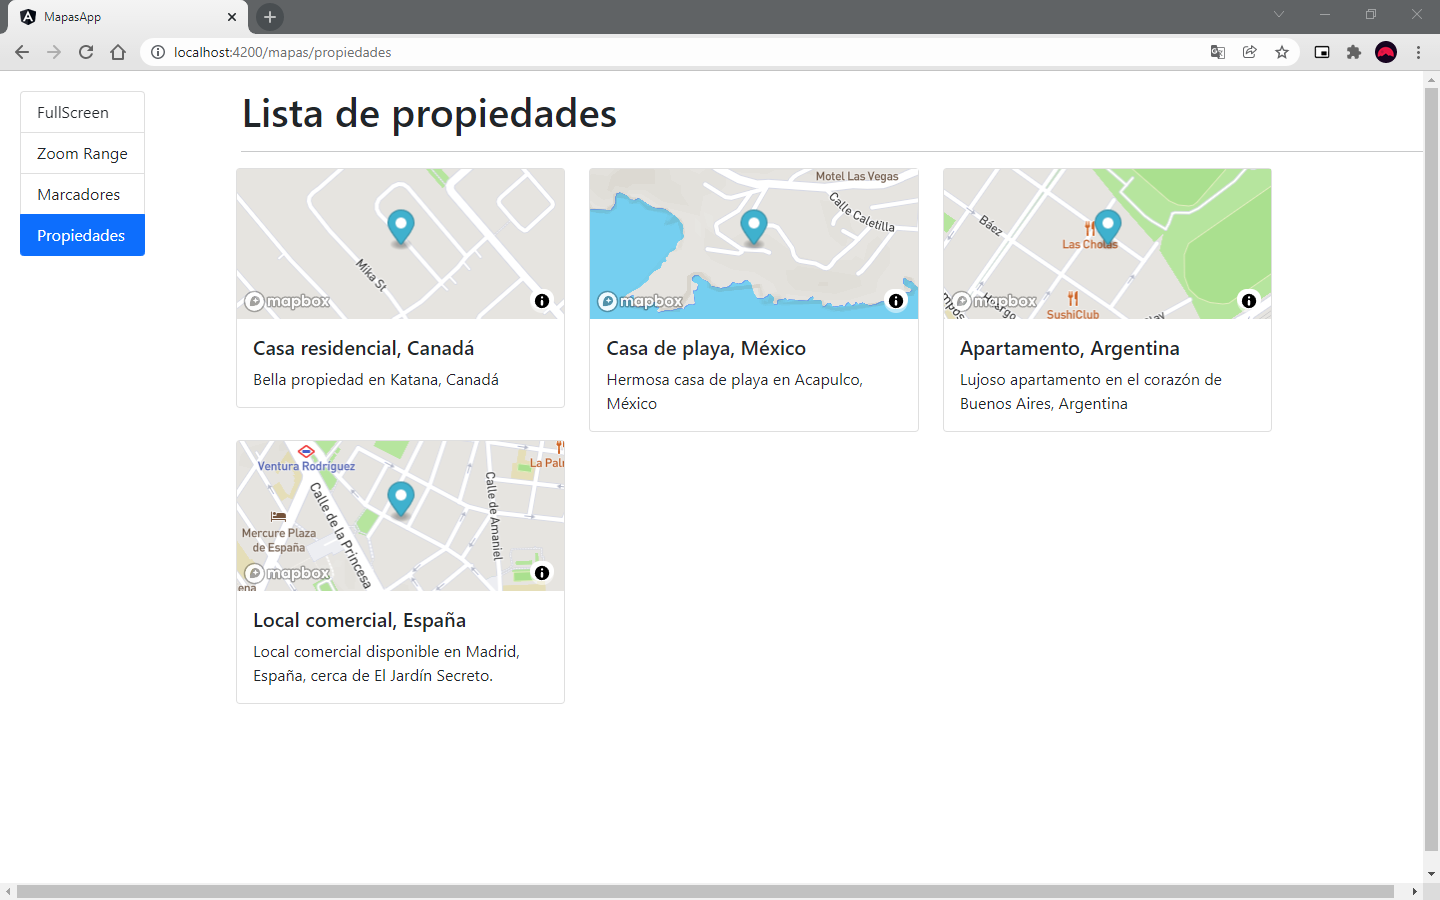 MapasApp
localhost:4200/mapas/propiedades
FullScreen
Zoom Range
Marcadores
Propiedades
Lista de propiedades
Mika St
mapbox
Casa residencial, Canadá
Bella propiedad en Katana, Canadá
Motel Las Vegas
Calle Caletilla
mapbox
Casa de playa, México
Hermosa casa de playa en Acapulco,
México
Báez
Las Cholas
Huergo
mapbox
SushiClub
Apartamento, Argentina
Lujoso apartamento en el corazón de
Buenos Aires, Argentina
Ventura Rodríguez
La Palm
Calle de la Princesa
Calle de Amaniel
Mercure Plaza
de España
mapbox
ena
Local comercial, España
Local comercial disponible en Madrid,
España, cerca de El Jardín Secreto.